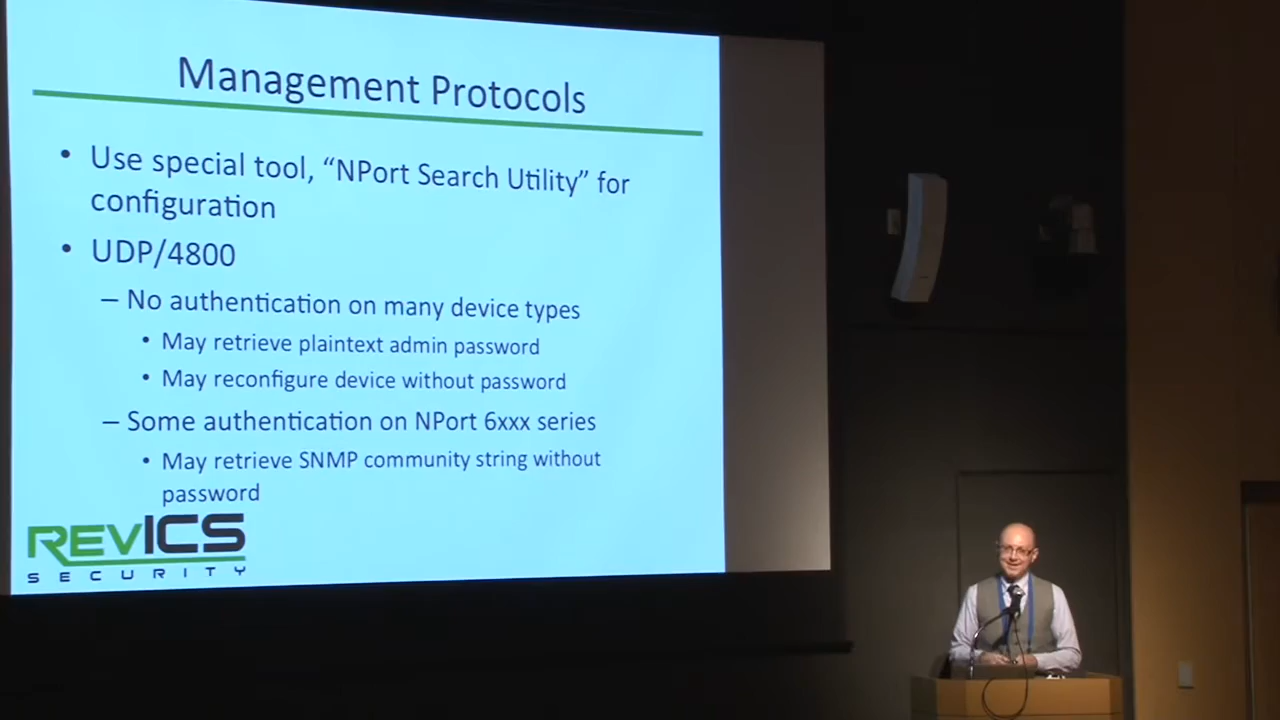 Management Protocols
• Use special tool, “NPort Search Utility” for
configuration
• UDP/4800
– No authentication on many device types
• May retrieve plaintext admin password
• May reconfigure device without password
– Some authentication on NPort 6xxx series
• May retrieve SNMP community string without
password
REVICS
SECURITY